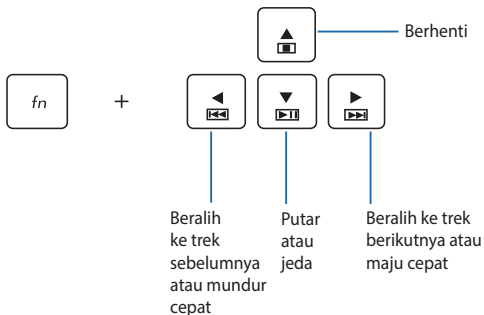 Berhenti
fn +
Beralih
ke trek
sebelumnya
atau mundur
cepat
Putar
atau
jeda
Beralih ke trek
berikutnya atau
maju cepat